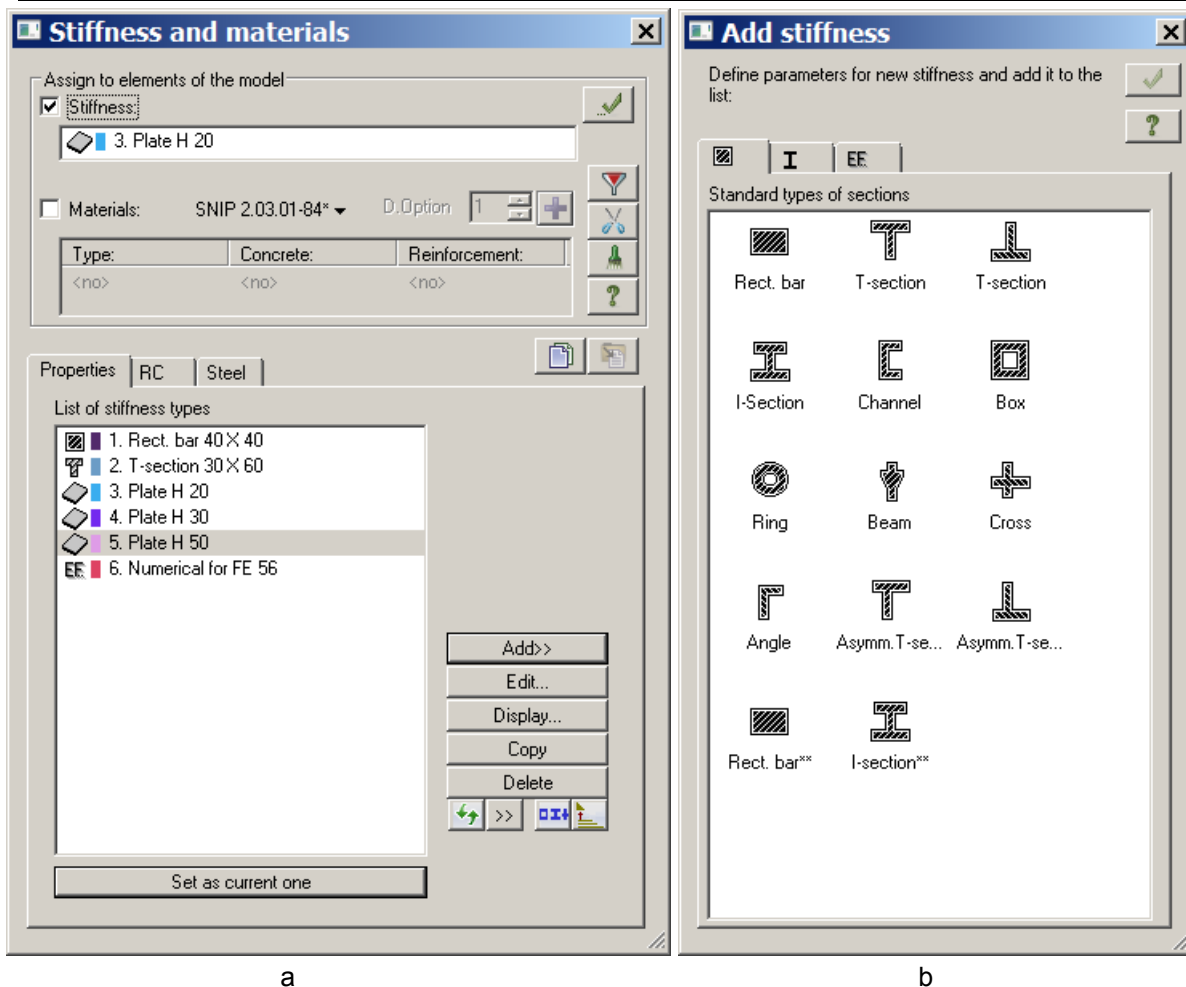 Stiffness and materials
Assign to elements of the model
Stiffness:
3. Plate H 20
Materials: SNIP 2.03.01-84* D.Option 1
Type: Concrete: Reinforcement:
<no> <no> <no>
Properties RC Steel
List of stiffness types
1. Rect. bar 40 X 40
2. T-section 30 X 60
3. Plate H 20
4. Plate H 30
5. Plate H 50
FE 6. Numerical for FE 56
Add>>
Edit...
Display...
Copy
Delete
>>
Set as current one
a
Add stiffness
Define parameters for new stiffness and add it to the
list:
I FE
Standard types of sections
Rect. bar T-section T-section
I-Section Channel Box
Ring Beam Cross
Angle Asymm.T-se... Asymm.T-se...
Rect. bar** I-section**
b